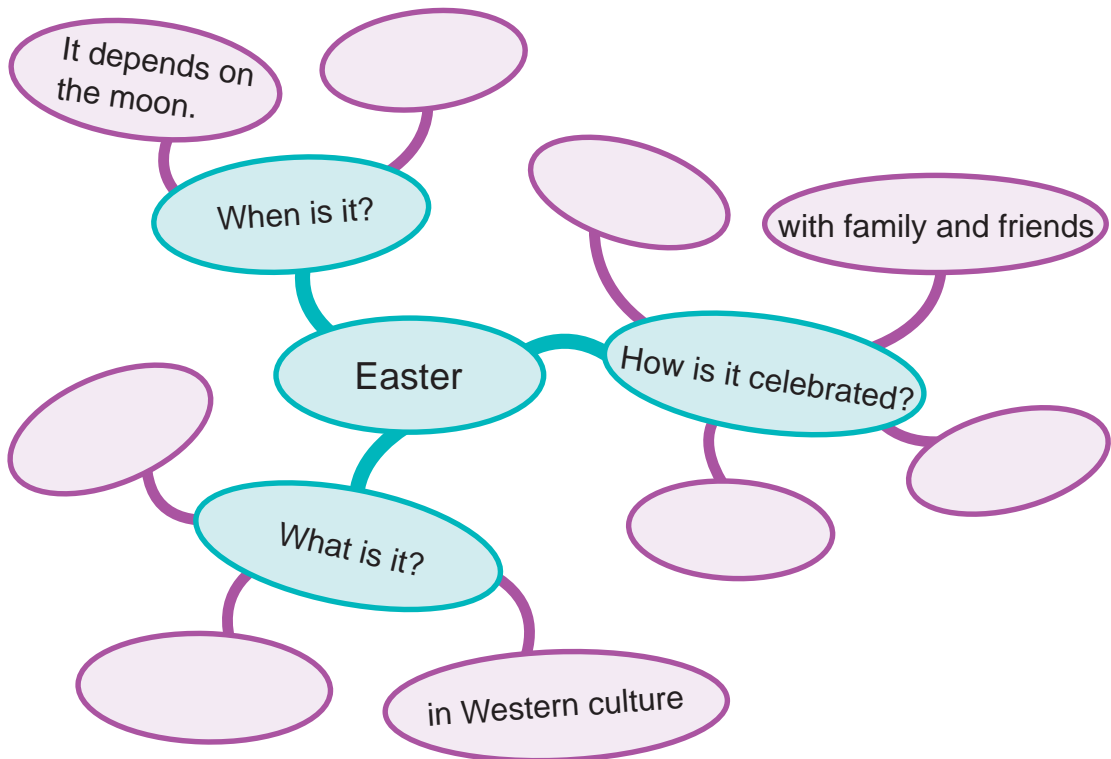 It depends on
the moon.
When is it?
with family and friends
Easter
How is it celebrated?
What is it?
in Western culture